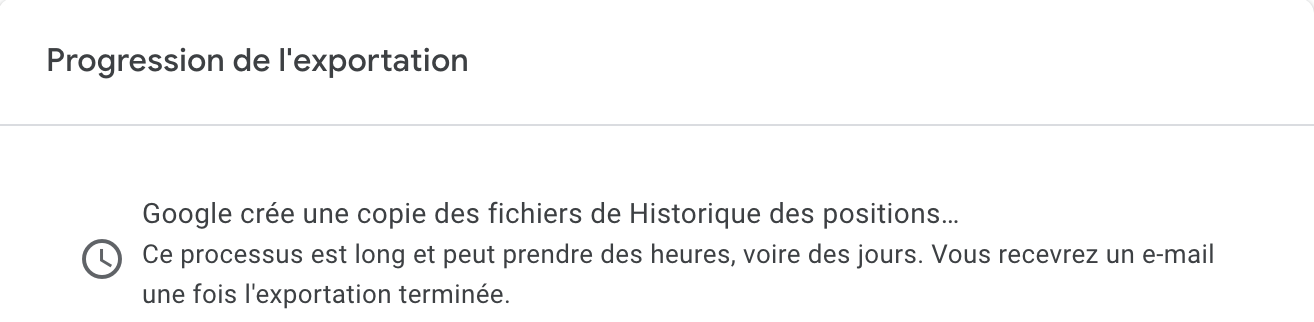 Progression de l'exportation
Google crée une copie des fichiers de Historique des positions…
Ce processus est long et peut prendre des heures, voire des jours. Vous recevrez un e-mail
une fois l'exportation terminée.